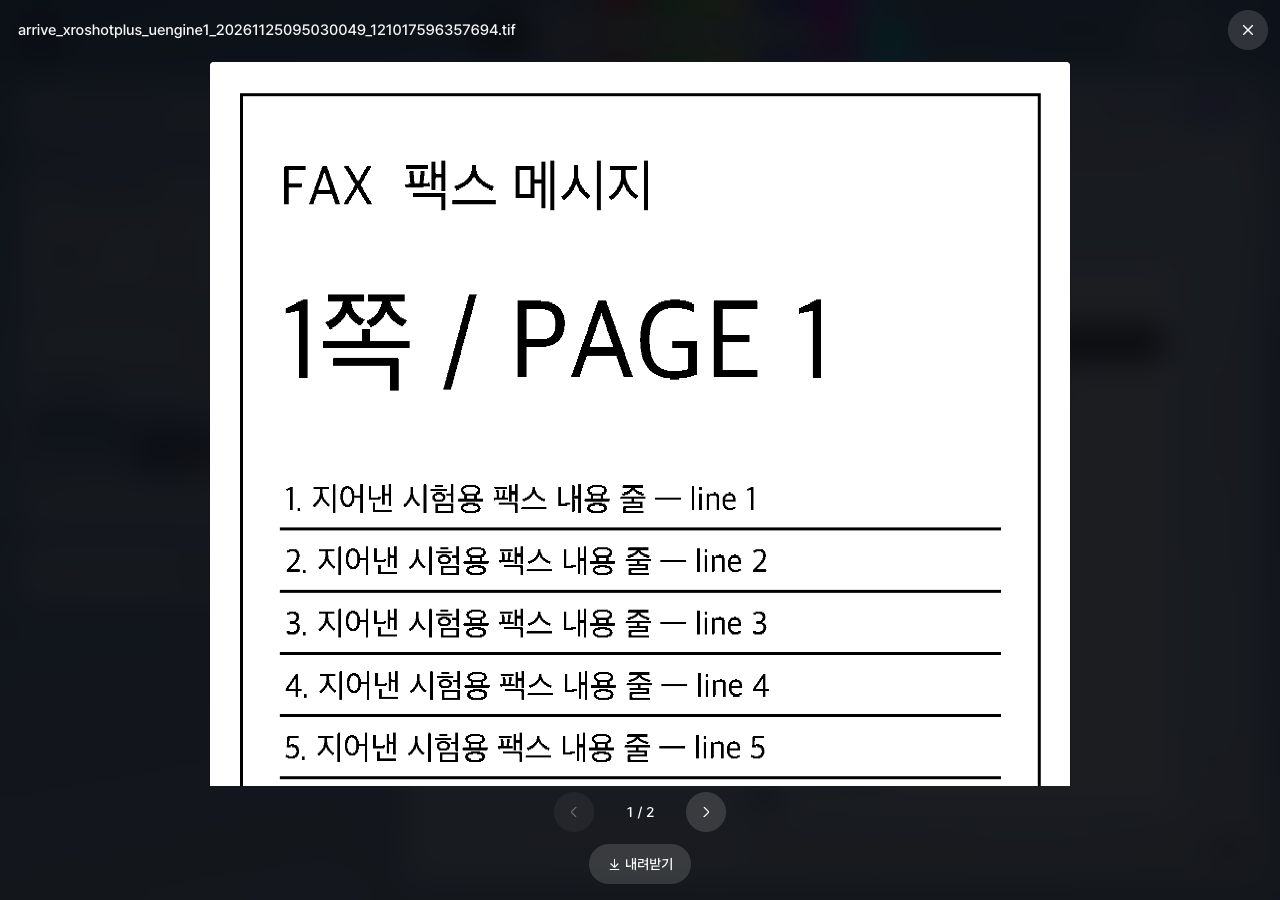 arrive_xroshotplus_uengine1_20261125095030049_121017596357694.tif
FAX 팩스 메시지
1쪽 / PAGE 1
1. 지어낸 시험용 팩스 내용 줄 — line 1
2. 지어낸 시험용 팩스 내용 줄 — line 2
3. 지어낸 시험용 팩스 내용 줄 — line 3
4. 지어낸 시험용 팩스 내용 줄 — line 4
5. 지어낸 시험용 팩스 내용 줄 — line 5
1 / 2
내려받기